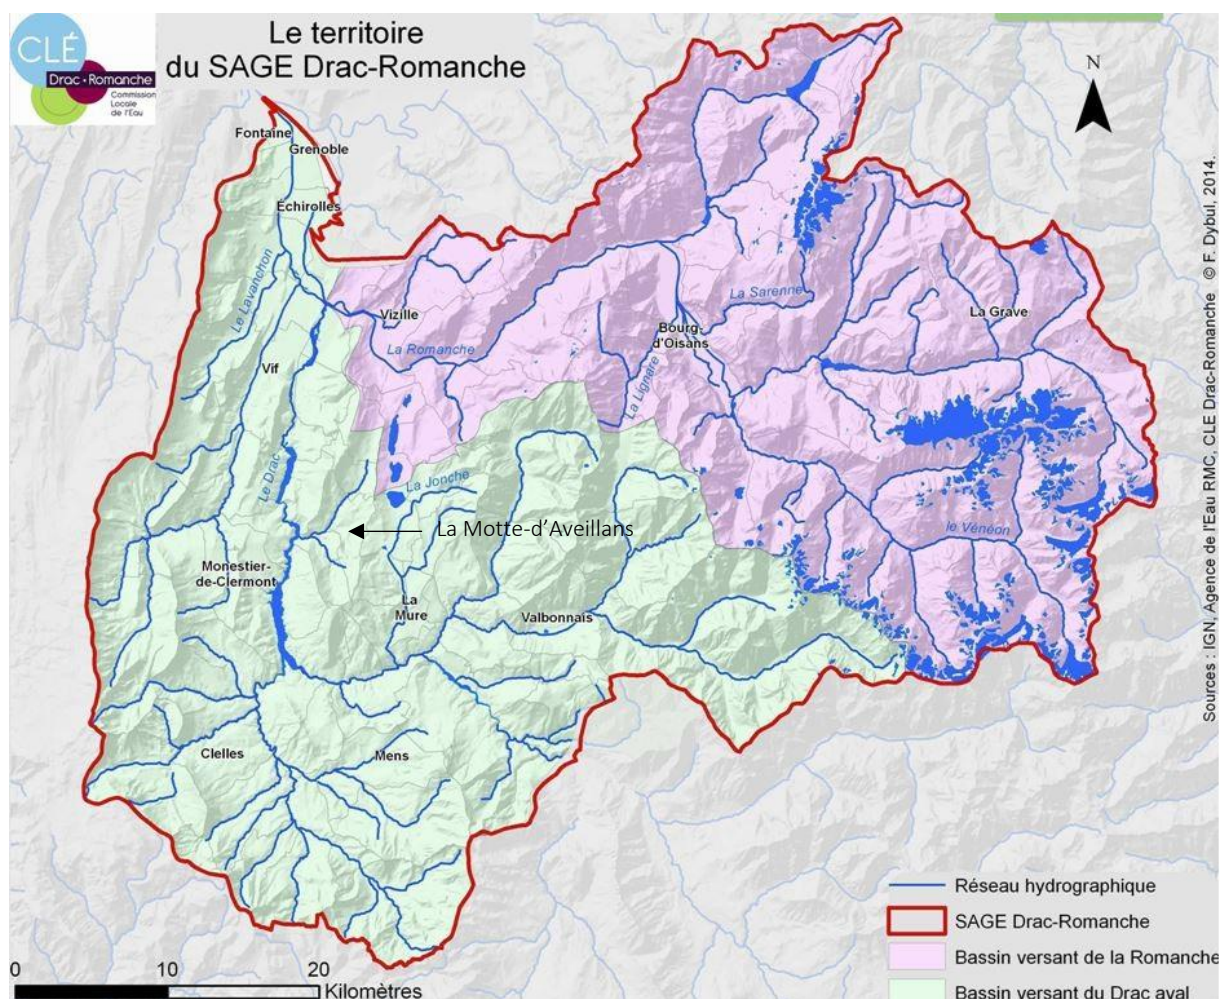 CLÉ
Drac • Romanche
Commission
Locale
de l'Eau
Le territoire
du SAGE Drac-Romanche
N
Fontaine
Grenoble
Échirolles
Le Lavanchon
Vizille
La Romanche
Vif
La Sarenne
Bourg-
d'Oisans
La Lignare
La Grave
Le Drac
La Jonche
La Motte-d'Aveillans
le Vénéon
Monestier-
de-Clermont
La
Mure
Valbonnais
Clelles
Mens
Sources : IGN, Agence de l'Eau RMC, CLE Drac-Romanche © F. Dybul, 2014.
Réseau hydrographique
SAGE Drac-Romanche
Bassin versant de la Romanche
Bassin versant du Drac aval
0 10 20
Kilomètres